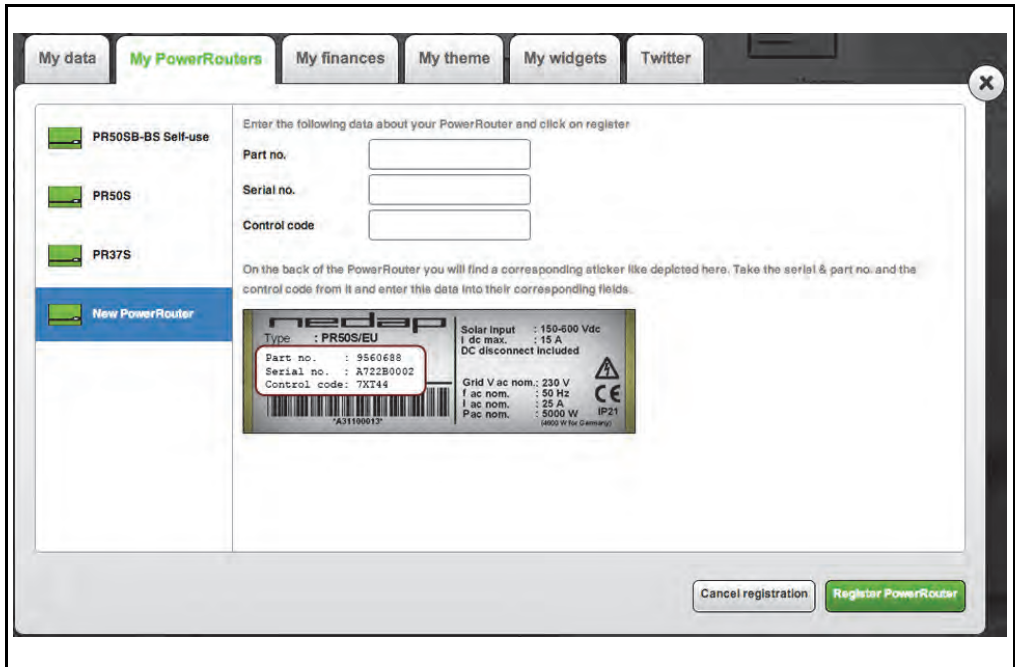 My data
My PowerRouters
My finances
My theme
My widgets
Twitter
PR50SB-BS Self-use
PR50S
PR37S
New PowerRouter
Enter the following data about your PowerRouter and click on register
Part no.
Serial no.
Control code
On the back of the PowerRouter you will find a corresponding sticker like depicted here. Take the serial & part no. and the
control code from it and enter this data into their corresponding fields.
nedap
Type : PR50S/EU
Part no. : 9560688
Serial no. : A722B0002
Control code: 7XT44
*A31100013*
Solar Input : 150-600 Vdc
I dc max. : 15 A
DC disconnect included
Grid V ac nom.: 230 V
f ac nom. : 50 Hz
I ac nom. : 25 A
Pac nom. : 5000 W
(4600 W for Germany)
CE
IP21
Cancel registration
Register PowerRouter